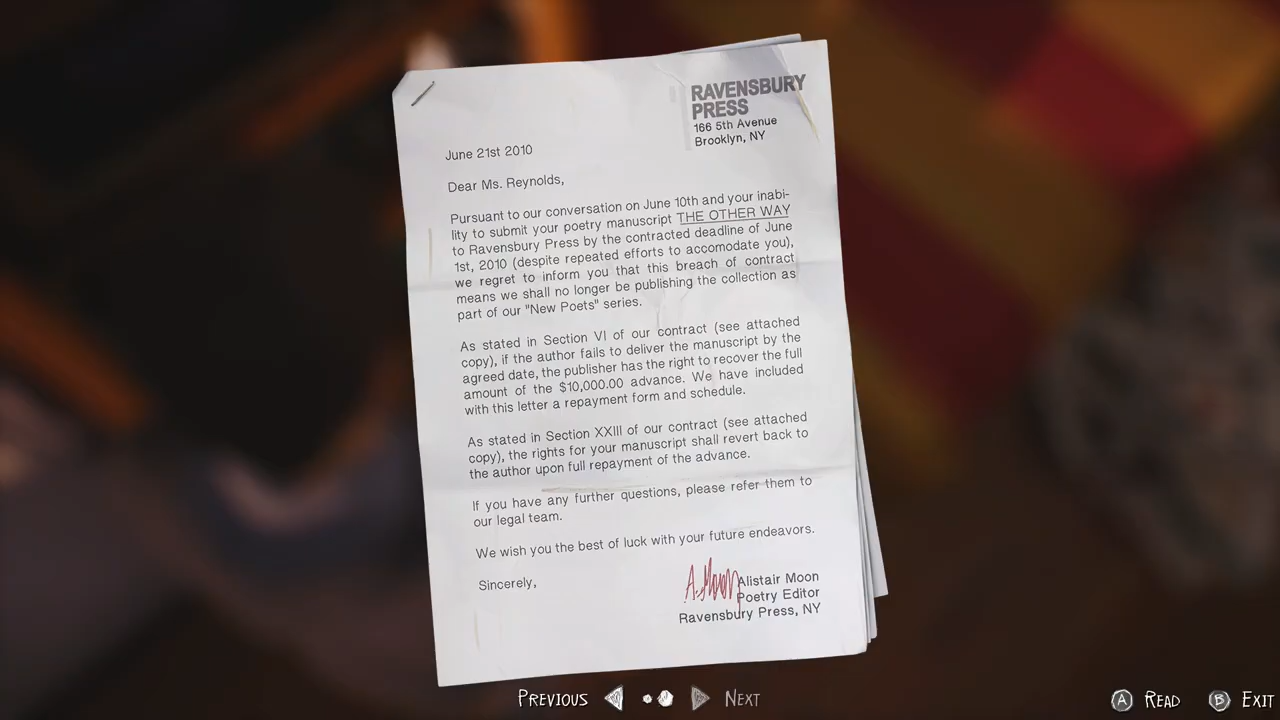 RAVENSBURY
PRESS
166 5th Avenue
Brooklyn, NY
June 21st 2010
Dear Ms. Reynolds,
Pursuant to our conversation on June 10th and your inabi-
lity to submit your poetry manuscript THE OTHER WAY
to Ravensbury Press by the contracted deadline of June
1st, 2010 (despite repeated efforts to accomodate you),
we regret to inform you that this breach of contract
means we shall no longer be publishing the collection as
part of our "New Poets" series.
As stated in Section VI of our contract (see attached
copy), if the author fails to deliver the manuscript by the
agreed date, the publisher has the right to recover the full
amount of the $10,000.00 advance. We have included
with this letter a repayment form and schedule.
As stated in Section XXIII of our contract (see attached
copy), the rights for your manuscript shall revert back to
the author upon full repayment of the advance.
If you have any further questions, please refer them to
our legal team.
We wish you the best of luck with your future endeavors.
Sincerely,
A. Moon
Alistair Moon
Poetry Editor
Ravensbury Press, NY
PREVIOUS NEXT
A READ B EXIT